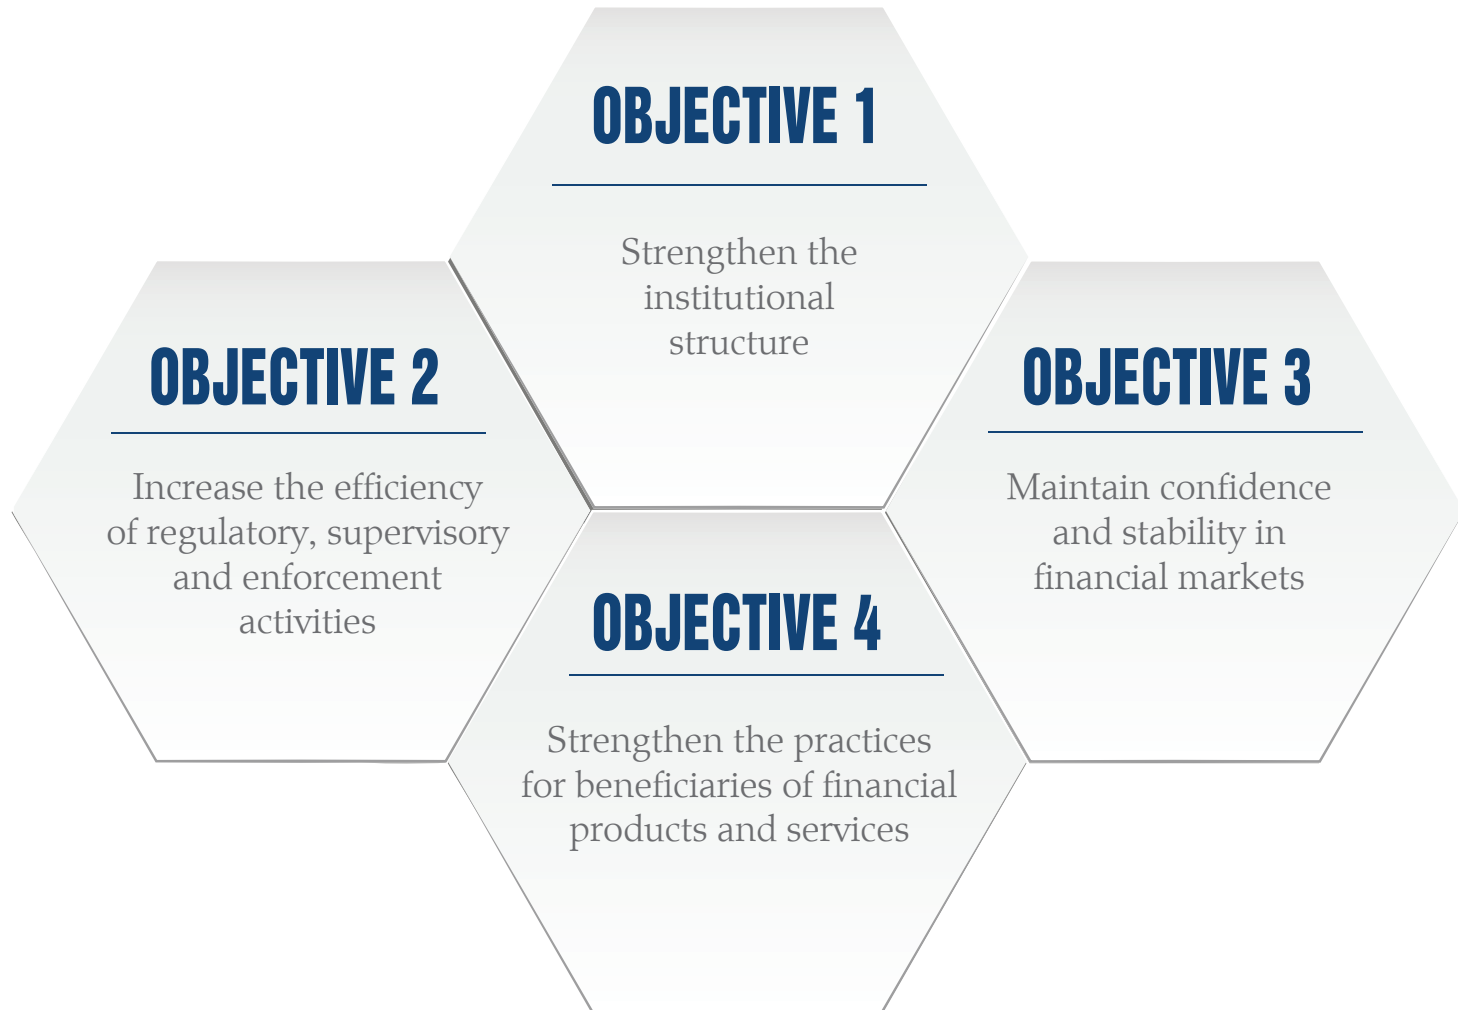 OBJECTIVE 1
Strengthen the
institutional
structure
OBJECTIVE 2
Increase the efficiency
of regulatory, supervisory
and enforcement
activities
OBJECTIVE 3
Maintain confidence
and stability in
financial markets
OBJECTIVE 4
Strengthen the practices
for beneficiaries of financial
products and services